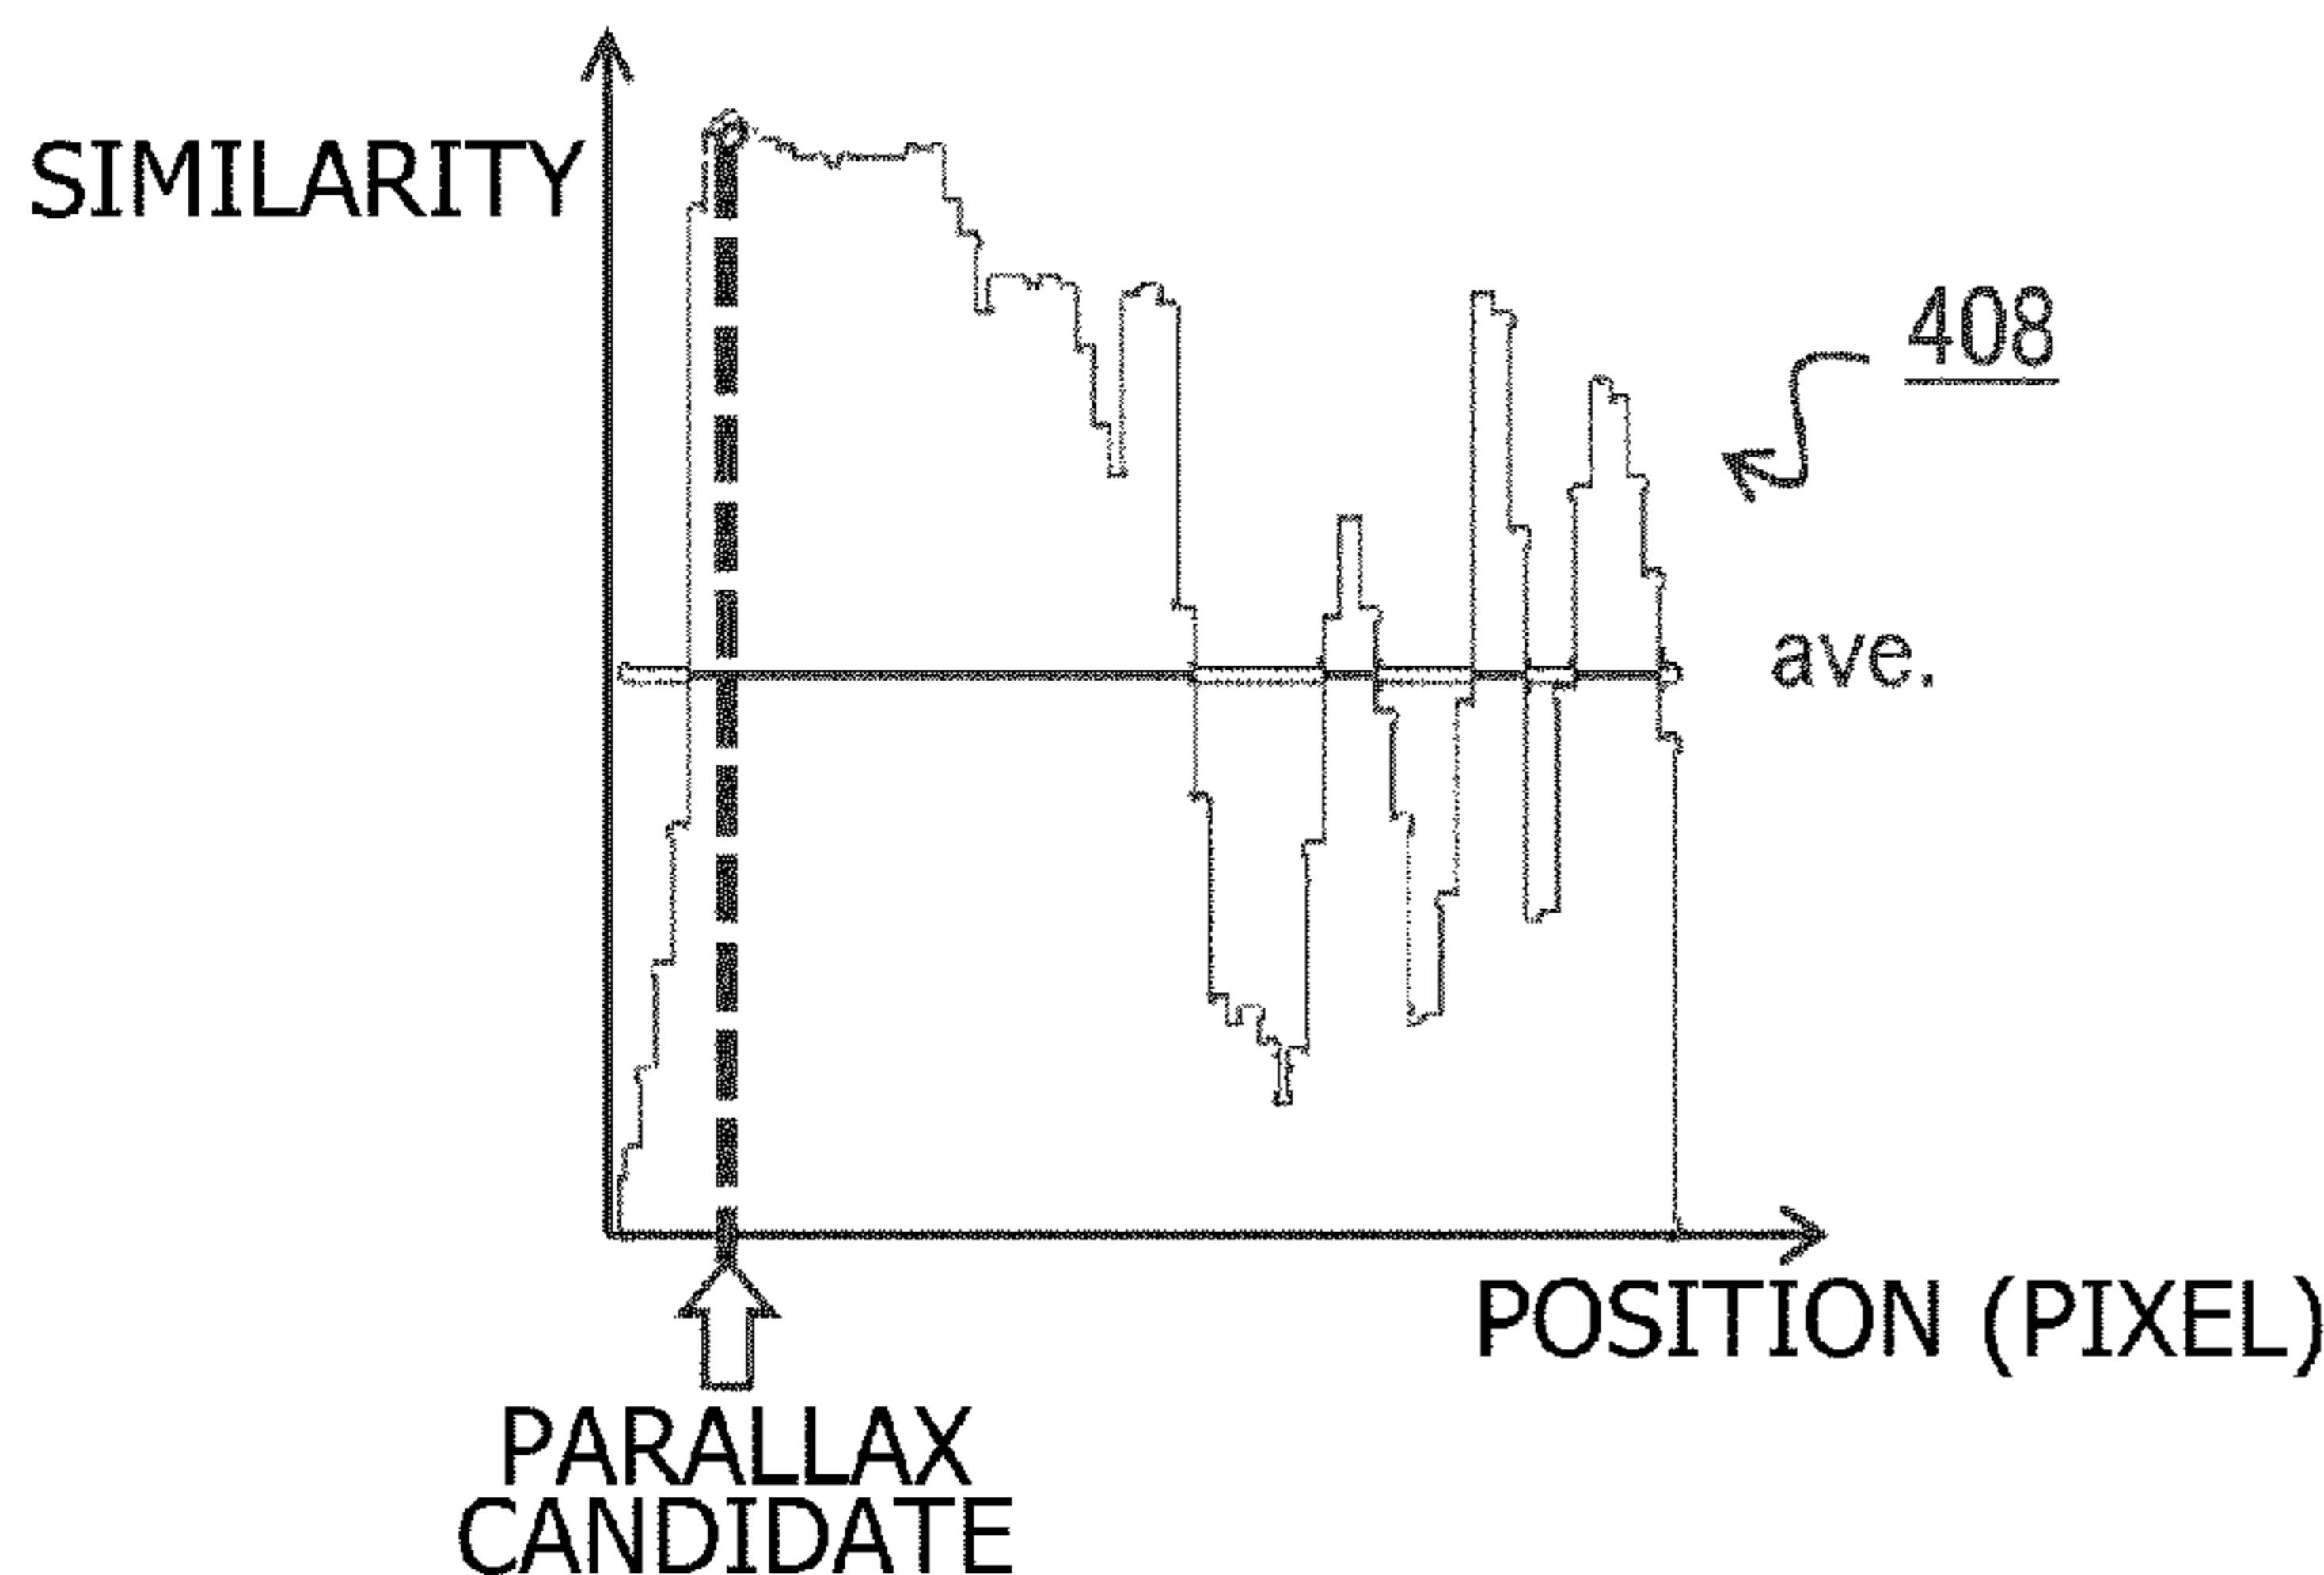 SIMILARITY
408
ave.
POSITION (PIXEL)
PARALLAX
CANDIDATE